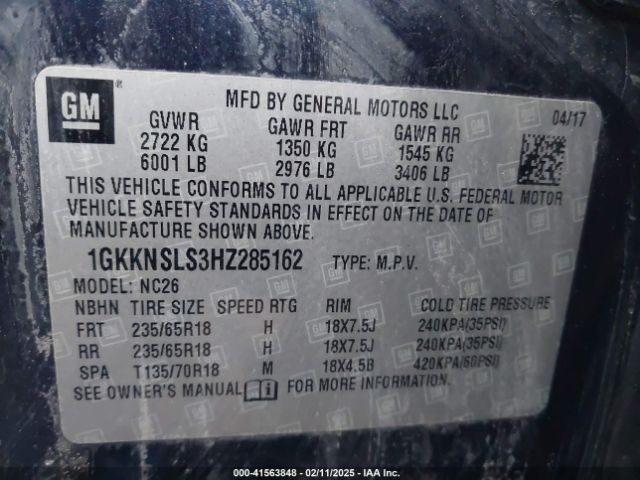 GM
MFD BY GENERAL MOTORS LLC 04/17
GVWR GAWR FRT GAWR RR
2722 KG 1350 KG 1545 KG
6001 LB 2976 LB 3406 LB
THIS VEHICLE CONFORMS TO ALL APPLICABLE U.S. FEDERAL MOTOR
VEHICLE SAFETY STANDARDS IN EFFECT ON THE DATE OF
MANUFACTURE SHOWN ABOVE.
1GKKNSLS3HZ285162 TYPE: M.P.V.
MODEL: NC26
NBHN TIRE SIZE SPEED RTG RIM COLD TIRE PRESSURE
FRT 235/65R18 H 18X7.5J 240KPA(35PSI)
RR 235/65R18 H 18X7.5J 240KPA(35PSI)
SPA T135/70R18 M 18X4.5B 420KPA(60PSI)
SEE OWNER'S MANUAL FOR MORE INFORMATION.
000-41563848 - 02/11/2025 - IAA Inc.